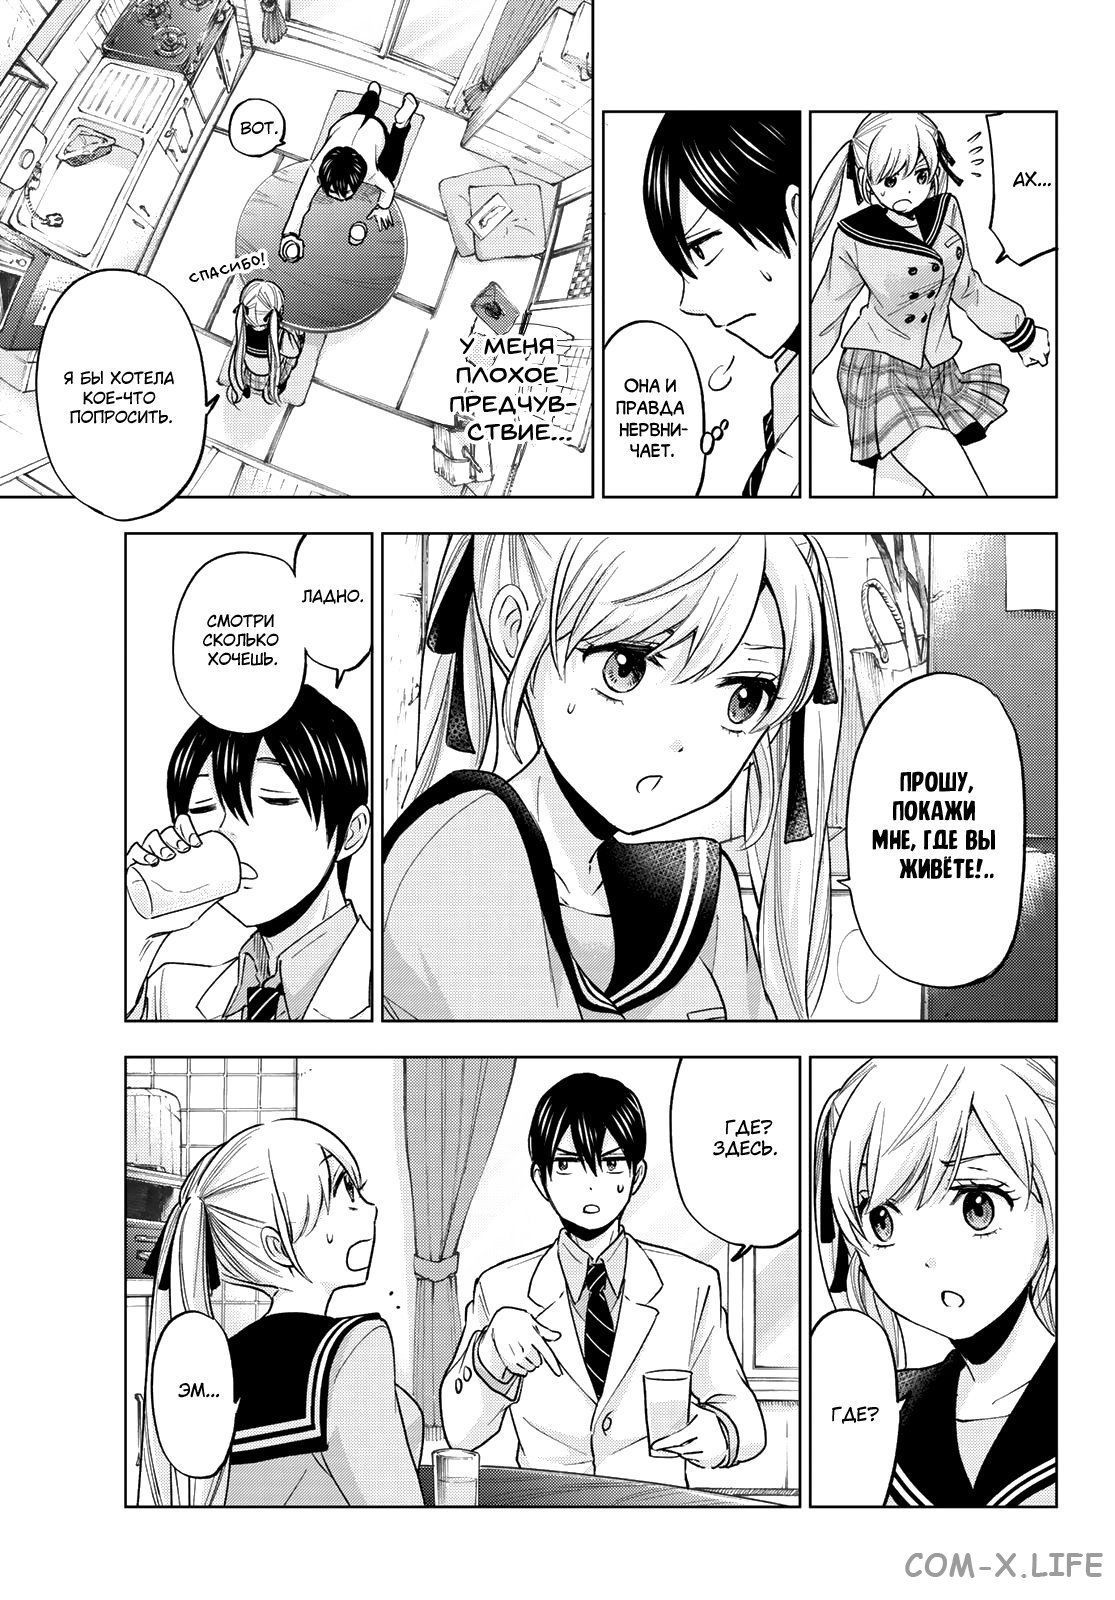 АХ...
ОНА И
ПРАВДА
НЕРВНИ-
ЧАЕТ.
ВОТ.
СПАСИБО!
У МЕНЯ
ПЛОХОЕ
ПРЕДЧУВ-
СТВИЕ...
Я БЫ ХОТЕЛА
КОЕ-ЧТО
ПОПРОСИТЬ.
ПРОШУ,
ПОКАЖИ
МНЕ, ГДЕ ВЫ
ЖИВЁТЕ!..
ЛАДНО.
СМОТРИ
СКОЛЬКО
ХОЧЕШЬ.
ГДЕ?
ГДЕ?
ЗДЕСЬ.
ЭМ...
COM-X.LIFE